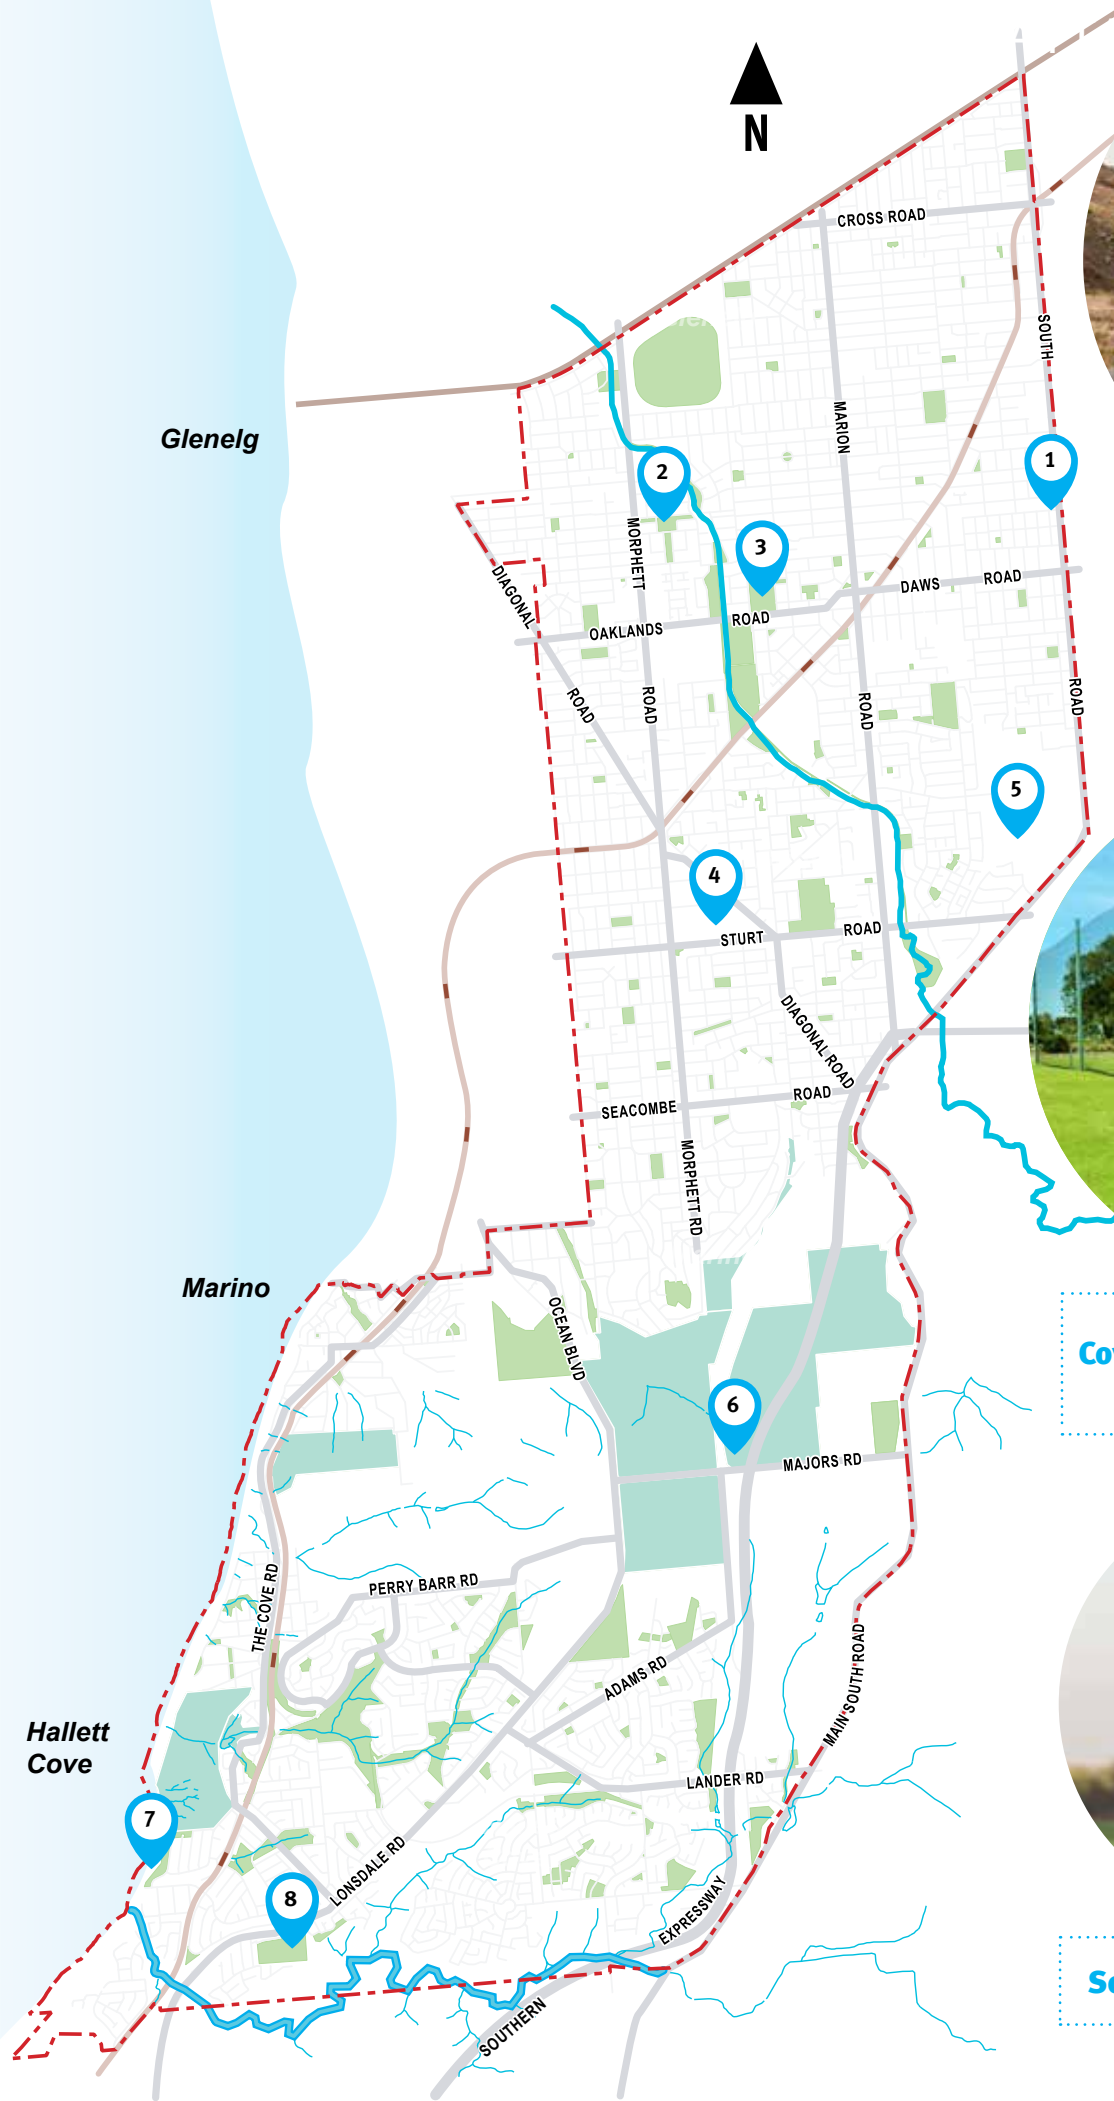 N
CROSS ROAD
SOUTH
Glenelg
MARION
1
2
MORPHETT
3
DIAGONAL
DAWS
ROAD
OAKLANDS
ROAD
ROAD
ROAD
ROAD
ROAD
5
4
STURT
ROAD
DIAGONAL ROAD
SEACOMBE
ROAD
MORPHETT RD
Marino
OCEAN BLVD
6
MAJORS RD
THE COVE RD
PERRY BARR RD
ADAMS RD
MAIN SOUTH ROAD
Hallett
Cove
LANDER RD
7
LONSDALE RD
8
EXPRESSWAY
SOUTHERN